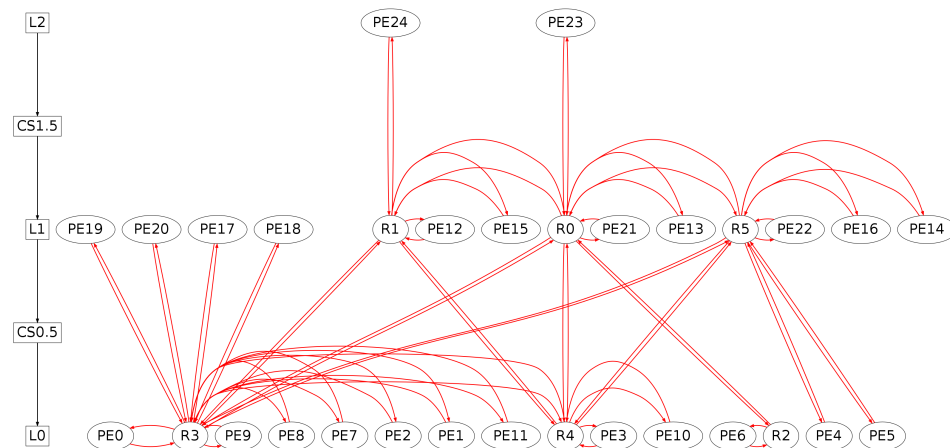 L2 PE24 PE23
CS1.5
L1 PE19 PE20 PE17 PE18 R1 PE12 PE15 R0 PE21 PE13 R5 PE22 PE16 PE14
CS0.5
L0 PE0 R3 PE9 PE8 PE7 PE2 PE1 PE11 R4 PE3 PE10 PE6 R2 PE4 PE5